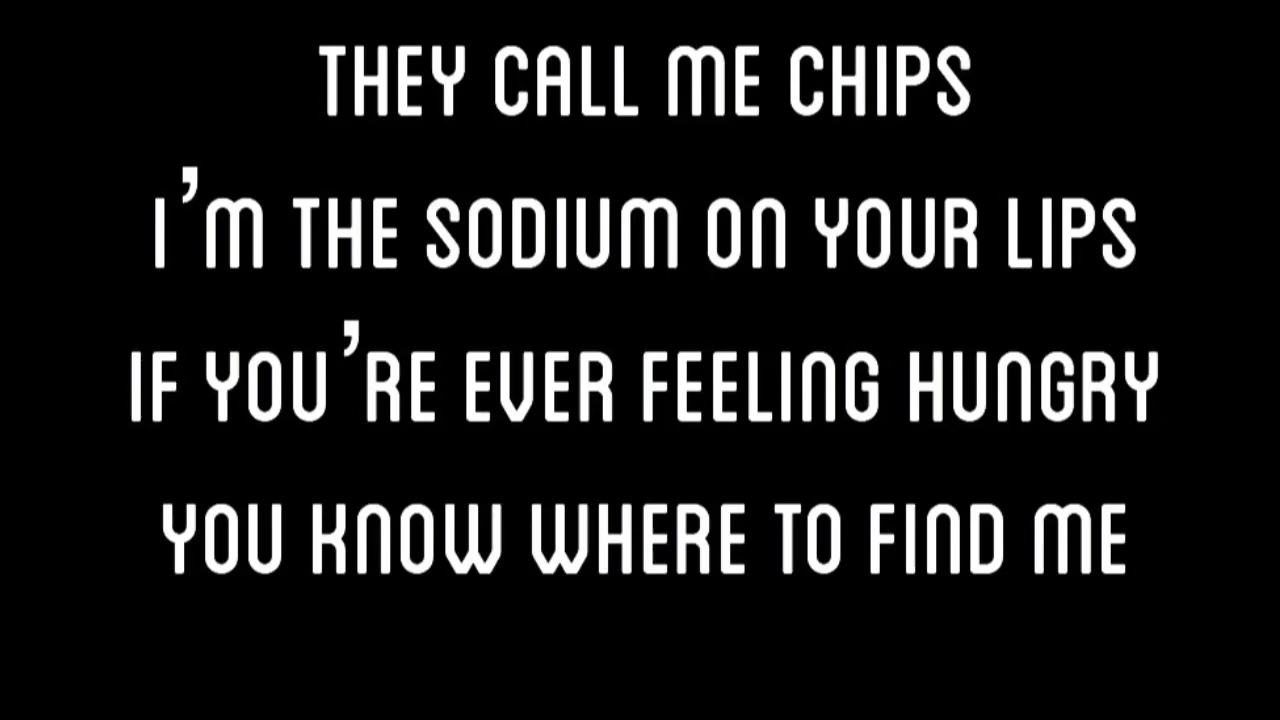 THEY CALL ME CHIPS
I'M THE SODIUM ON YOUR LIPS
IF YOU'RE EVER FEELING HUNGRY
YOU KNOW WHERE TO FIND ME